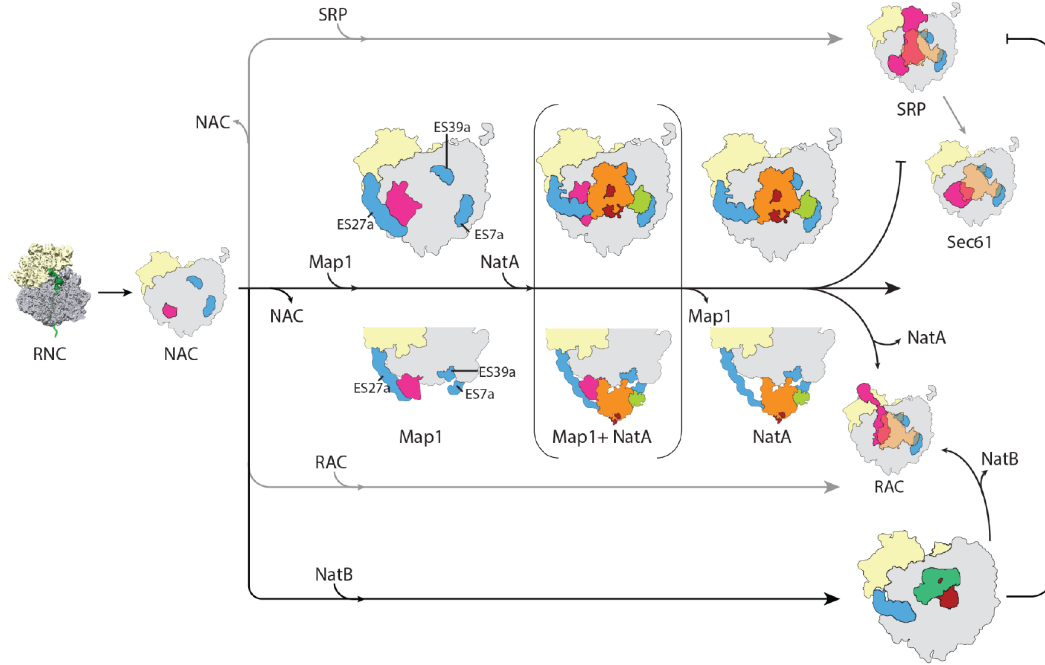 SRP
NAC
SRP
ES39a
ES27a
ES7a
Sec61
Map1
NatA
RNC
NAC
NAC
Map1
NatA
ES39a
ES27a
ES7a
Map1
Map1+ NatA
NatA
RAC
RAC
NatB
NatB